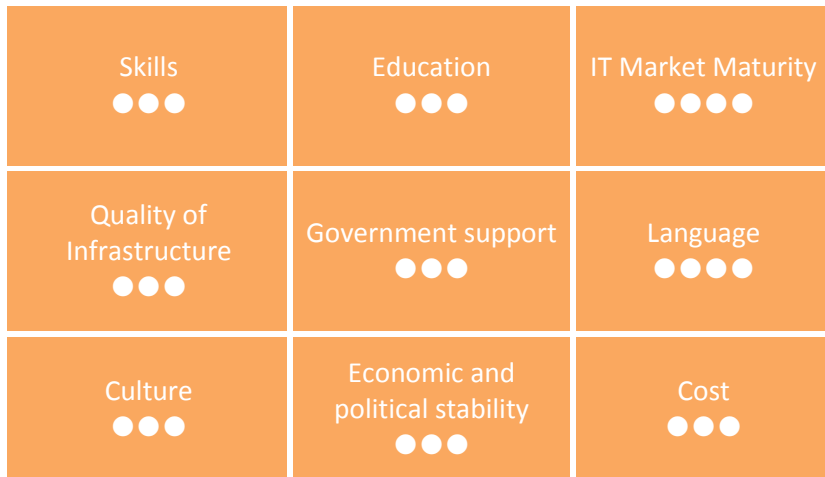 Skills
Education
IT Market Maturity
Quality of
Infrastructure
Government support
Language
Culture
Economic and
political stability
Cost